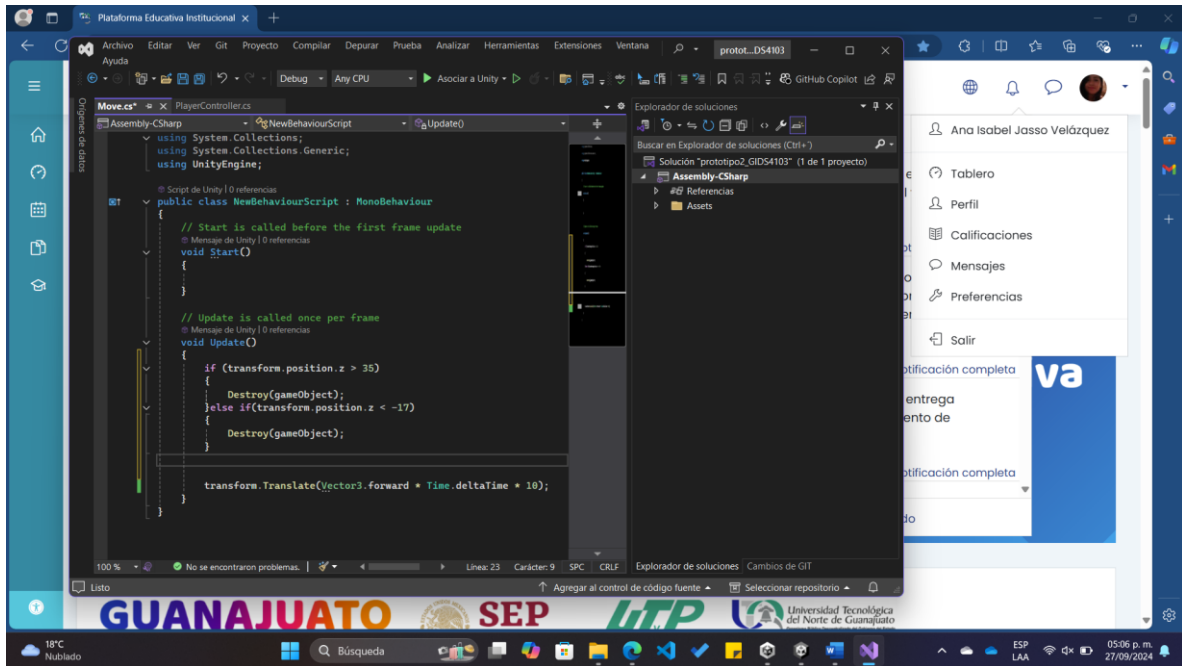 Plataforma Educativa Institucional
Archivo Editar Ver Git Proyecto Compilar Depurar Prueba Analizar Herramientas Extensiones Ventana
Ayuda
protot...DS4103
Debug Any CPU Asociar a Unity GitHub Copilot
Orígenes de datos
Move.cs* PlayerController.cs
Assembly-CSharp NewBehaviourScript Update()
using System.Collections;
using System.Collections.Generic;
using UnityEngine;
Script de Unity | 0 referencias
public class NewBehaviourScript : MonoBehaviour
{
// Start is called before the first frame update
Mensaje de Unity | 0 referencias
void Start()
{
}
// Update is called once per frame
Mensaje de Unity | 0 referencias
void Update()
{
if (transform.position.z > 35)
{
Destroy(gameObject);
}else if(transform.position.z < -17)
{
Destroy(gameObject);
}
transform.Translate(Vector3.forward * Time.deltaTime * 10);
}
}
100 % No se encontraron problemas. Línea: 23 Carácter: 9 SPC CRLF
Explorador de soluciones
Buscar en Explorador de soluciones (Ctrl+´)
Solución "prototipo2_GIDS4103" (1 de 1 proyecto)
Assembly-CSharp
Referencias
Assets
Explorador de soluciones Cambios de GIT
Listo Agregar al control de código fuente Seleccionar repositorio
Ana Isabel Jasso Velázquez
Tablero
Perfil
Calificaciones
Mensajes
Preferencias
Salir
otificación completa
va
entrega
ento de
otificación completa
do
GUANAJUATO SEP UTP
Universidad Tecnológica
del Norte de Guanajuato
18°C
Nublado
Búsqueda
ESP
LAA
05:06 p. m.
27/09/2024